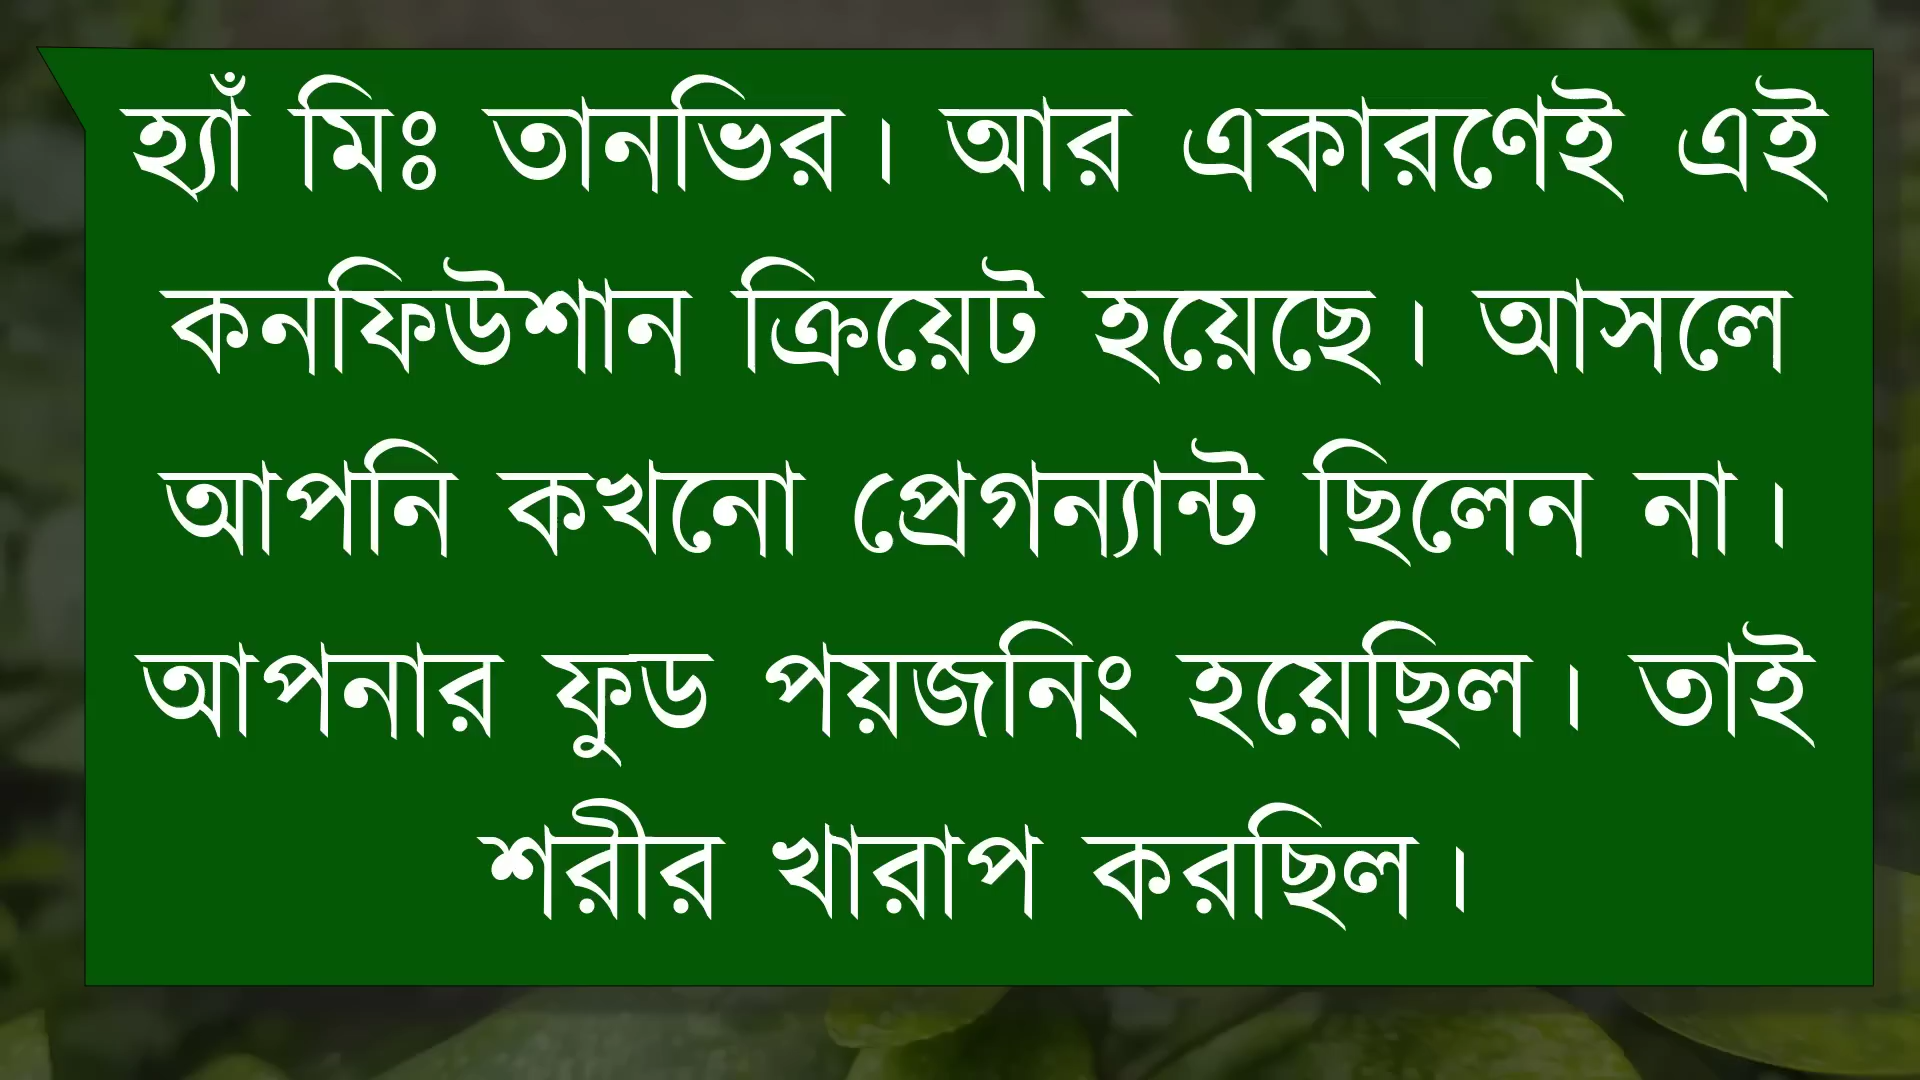 হ্যাঁ মিঃ তানভির। আর একারণেই এই
কনফিউশান ক্রিয়েট হয়েছে। আসলে
আপনি কখনো প্রেগন্যান্ট ছিলেন না।
আপনার ফুড পয়জনিং হয়েছিল। তাই
শরীর খারাপ করছিল।